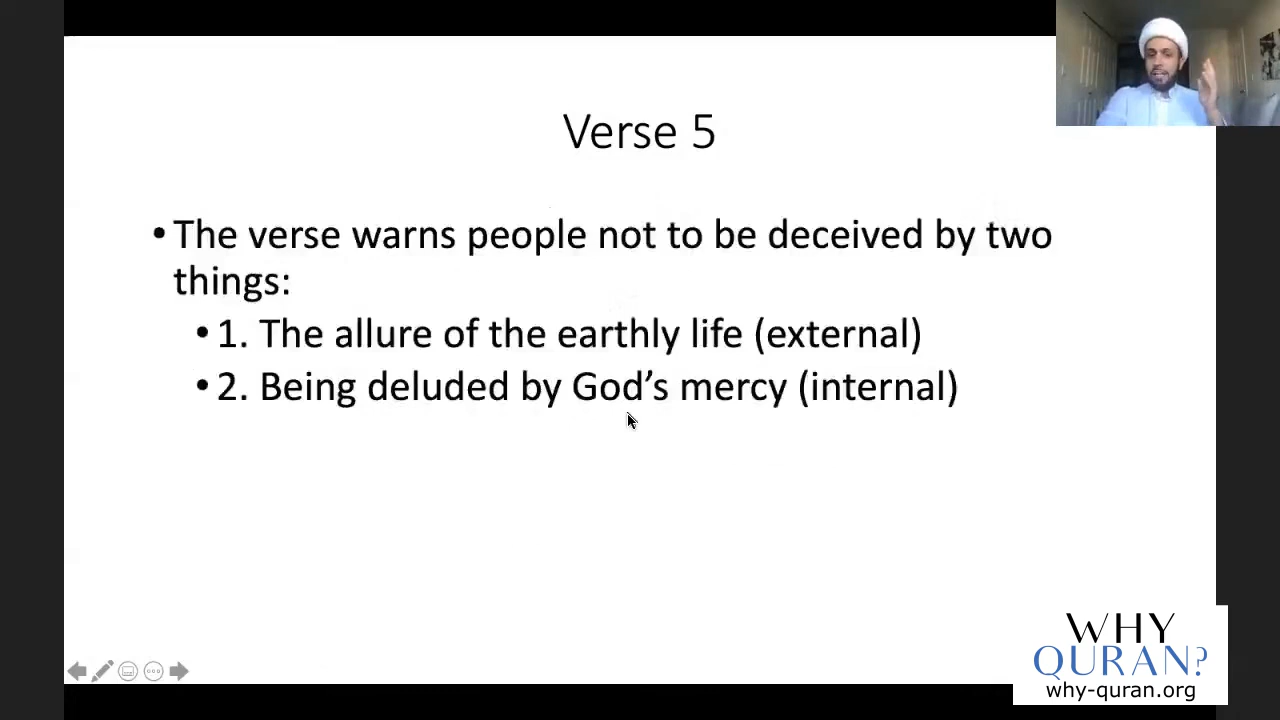 Verse 5
• The verse warns people not to be deceived by two
things:
• 1. The allure of the earthly life (external)
• 2. Being deluded by God’s mercy (internal)
WHY
QURAN?
why-quran.org